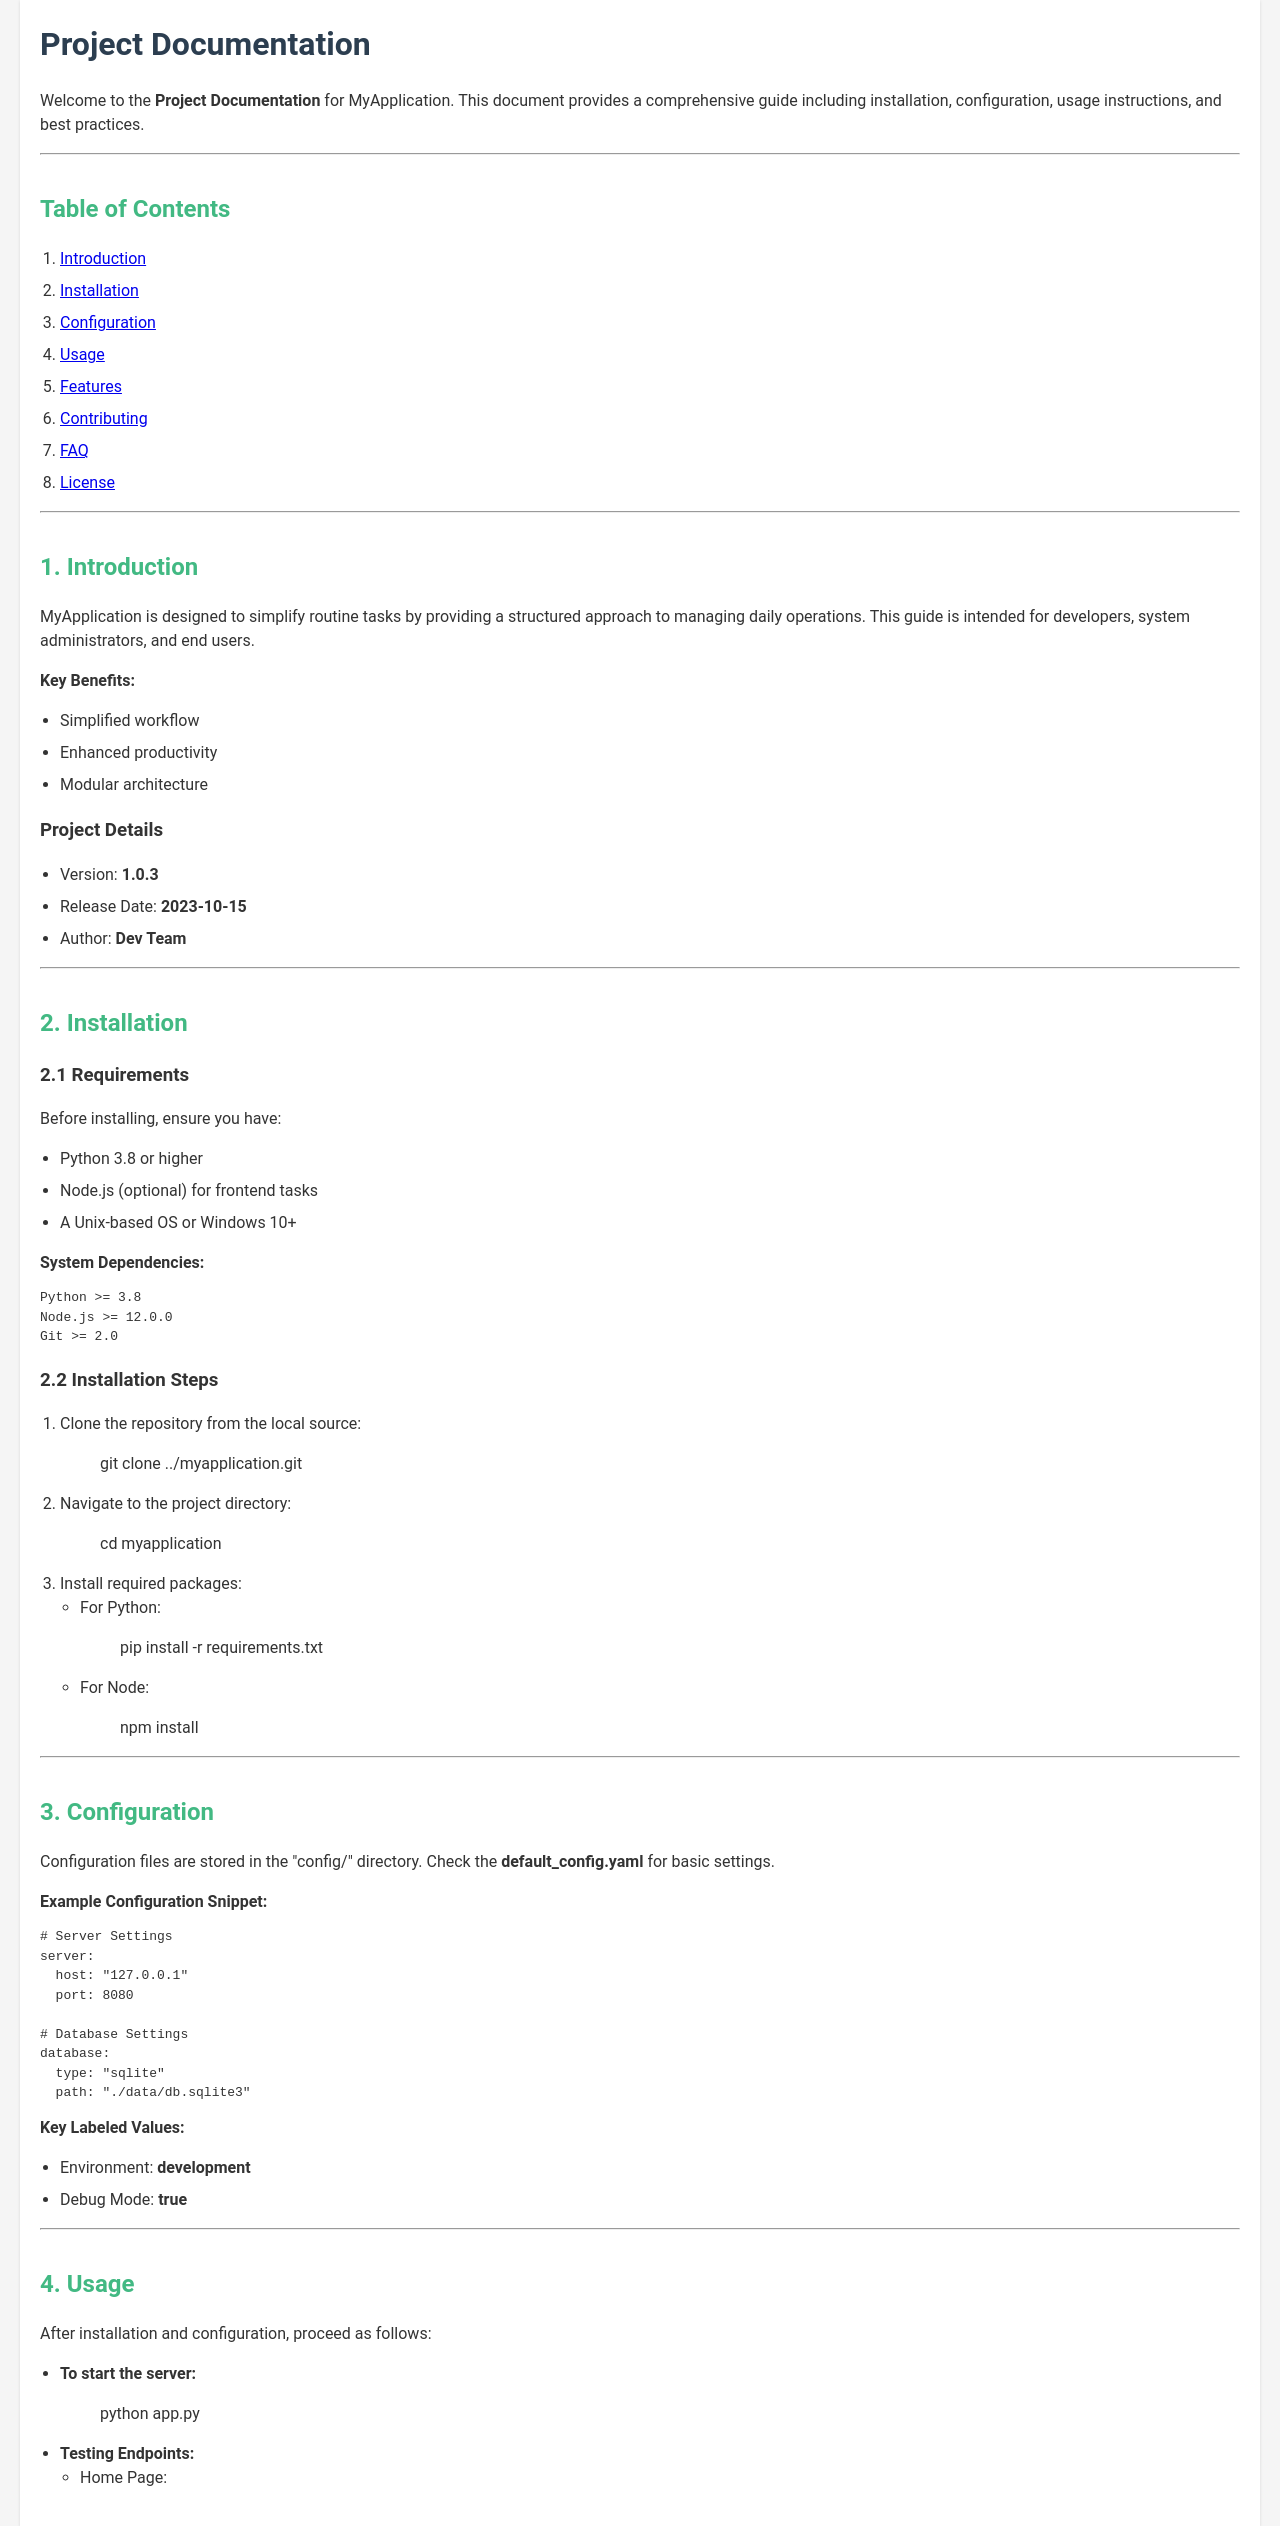 Project Documentation
Welcome to the Project Documentation for MyApplication. This document provides a comprehensive guide including installation, configuration, usage instructions, and
best practices.
Table of Contents
1. Introduction
2. Installation
3. Configuration
4. Usage
5. Features
6. Contributing
7. FAQ
8. License
1. Introduction
MyApplication is designed to simplify routine tasks by providing a structured approach to managing daily operations. This guide is intended for developers, system
administrators, and end users.
Key Benefits:
• Simplified workflow
• Enhanced productivity
• Modular architecture
Project Details
• Version: 1.0.3
• Release Date: 2023-10-15
• Author: Dev Team
2. Installation
2.1 Requirements
Before installing, ensure you have:
• Python 3.8 or higher
• Node.js (optional) for frontend tasks
• A Unix-based OS or Windows 10+
System Dependencies:
Python >= 3.8
Node.js >= 12.0.0
Git >= 2.0
2.2 Installation Steps
1. Clone the repository from the local source:
git clone ../myapplication.git
2. Navigate to the project directory:
cd myapplication
3. Install required packages:
◦ For Python:
pip install -r requirements.txt
◦ For Node:
npm install
3. Configuration
Configuration files are stored in the "config/" directory. Check the default_config.yaml for basic settings.
Example Configuration Snippet:
# Server Settings
server:
  host: "127.0.0.1"
  port: 8080
# Database Settings
database:
  type: "sqlite"
  path: "./data/db.sqlite3"
Key Labeled Values:
• Environment: development
• Debug Mode: true
4. Usage
After installation and configuration, proceed as follows:
• To start the server:
python app.py
• Testing Endpoints:
◦ Home Page: